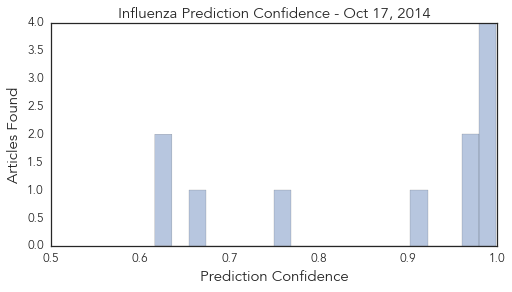 Influenza Prediction Confidence - Oct 17, 2014
4.0
3.5
3.0
2.5
2.0
1.5
1.0
0.5
0.0
Articles Found
0.5 0.6 0.7 0.8 0.9 1.0
Prediction Confidence